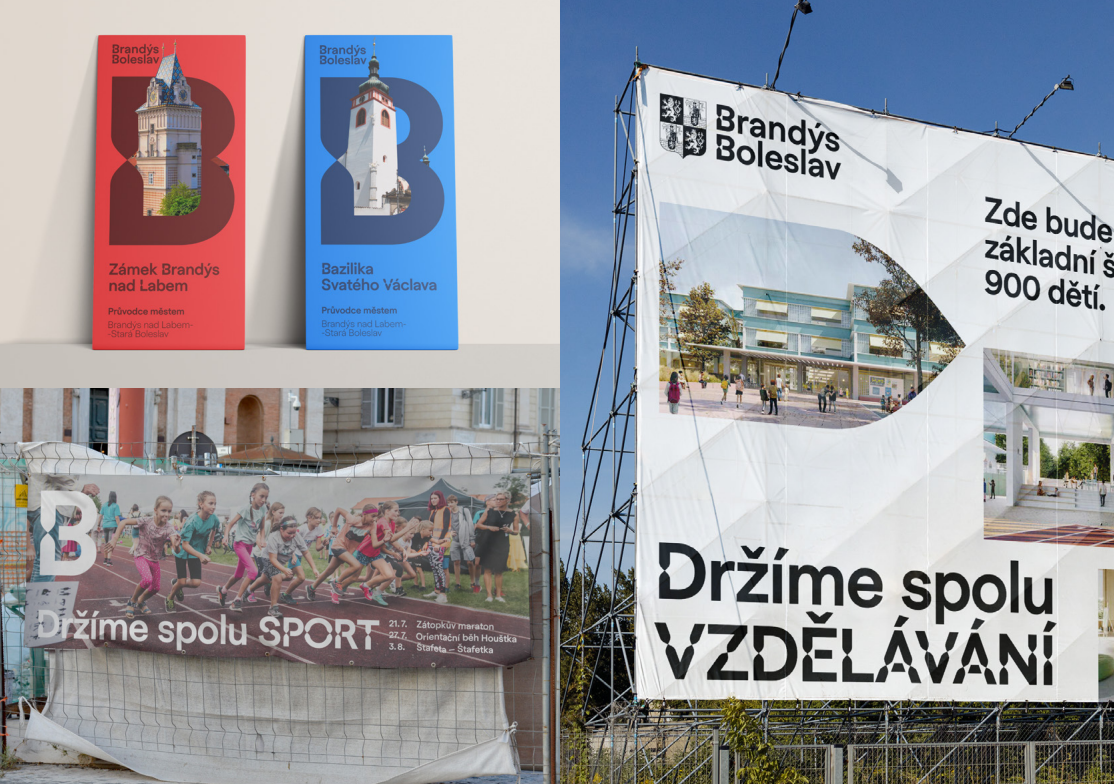 Brandýs
Boleslav
Zámek Brandýs
nad Labem
Průvodce městem
Brandýs nad Labem-
-Stará Boleslav
Brandýs
Boleslav
B
Bazilika
Svatého Václava
Průvodce městem
Brandýs nad Labem-
-Stará Boleslav
B
Držíme spolu SPORT
21.7. Zátopkův maraton
27.7. Orientační běh Houštka
3.8. Štafeta – Štafetka
Brandýs
Boleslav
Zde bude
základní š
900 dětí.
Držíme spolu
VZDĚLÁVÁNÍ